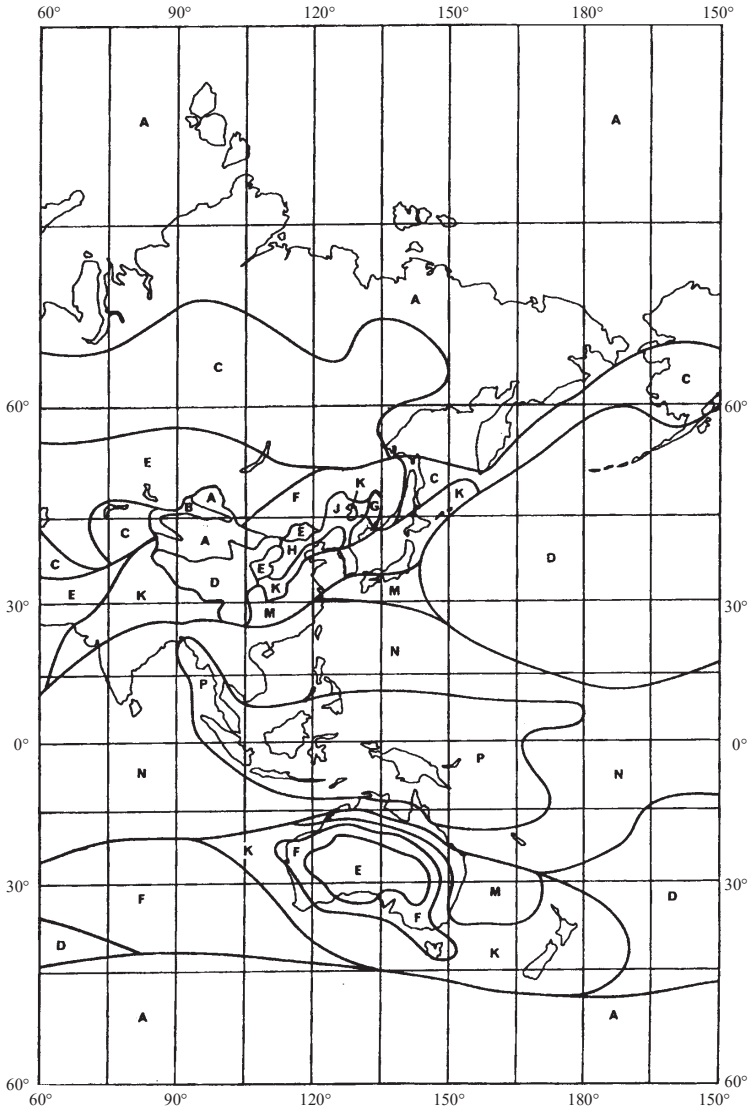 60° 90° 120° 150° 180° 150°
A A
A
C
C
60° 60°
E
K C
A F J G K
B
C E
A H D
C E
D K
E K M
30° M 30°
N
P
0° P 0°
N N
K F
E
30° M 30°
F D
F
D K
A A
60° 60°
60° 90° 120° 150° 180° 150°